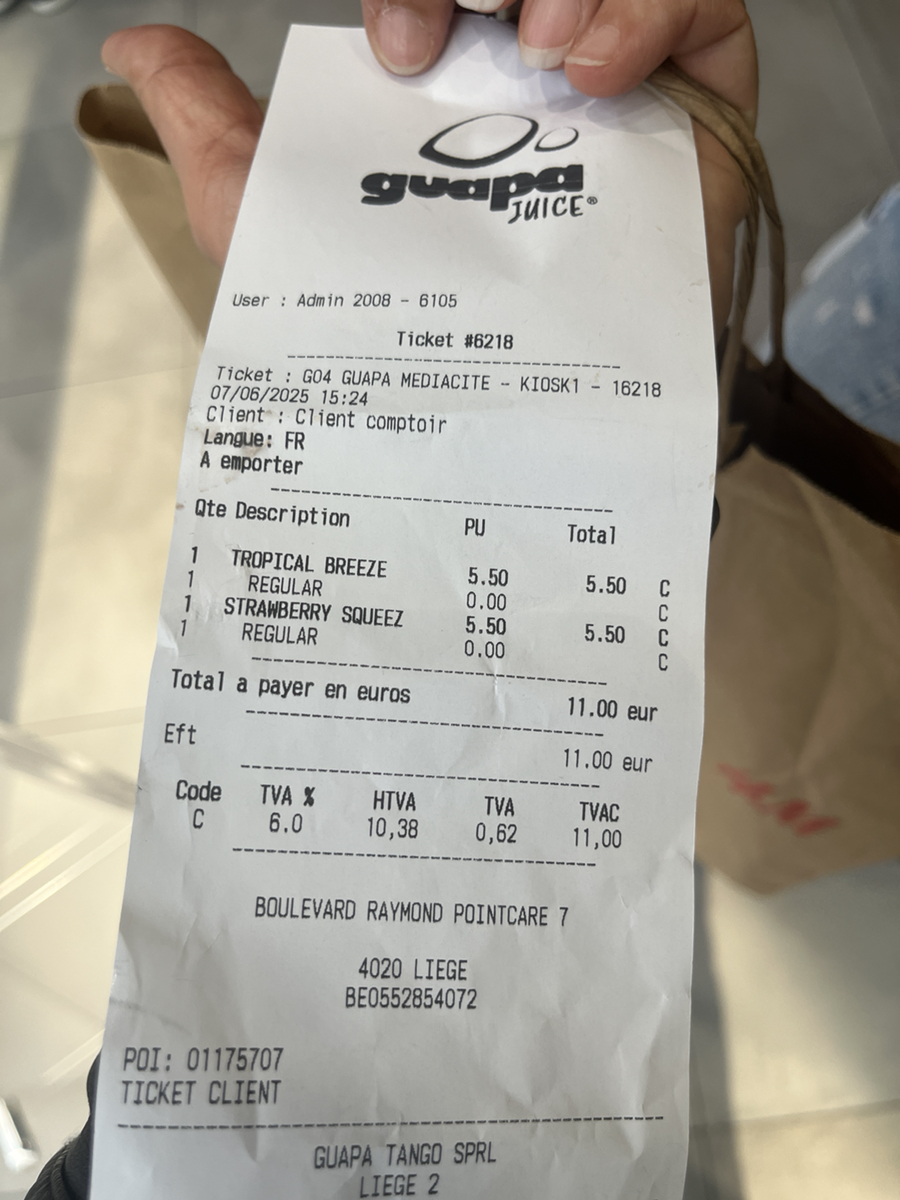 guapa
JUICE®
User : Admin 2008 - 6105
Ticket #6218
Ticket : G04 GUAPA MEDIACITE - KIOSK1 - 16218
07/06/2025 15:24
Client : Client comptoir
Langue: FR
A emporter
Qte Description PU Total
1 TROPICAL BREEZE 5.50 5.50 C
1 REGULAR 0.00 C
1 STRAWBERRY SQUEEZ 5.50 5.50 C
1 REGULAR 0.00 C
Total a payer en euros 11.00 eur
Eft 11.00 eur
Code TVA % HTVA TVA TVAC
C 6.0 10,38 0,62 11,00
BOULEVARD RAYMOND POINTCARE 7
4020 LIEGE
BE0552854072
POI: 01175707
TICKET CLIENT
GUAPA TANGO SPRL
LIEGE 2
H&M